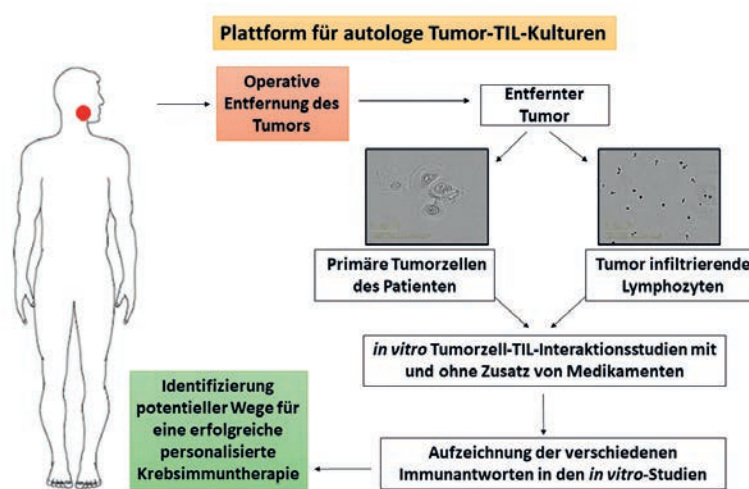 Plattform für autologe Tumor-TIL-Kulturen
Operative
Entfernung des
Tumors
Entfernter
Tumor
Primäre Tumorzellen
des Patienten
Tumor infiltrierende
Lymphozyten
in vitro Tumorzell-TIL-Interaktionsstudien mit
und ohne Zusatz von Medikamenten
Identifizierung
potentieller Wege für
eine erfolgreiche
personalisierte
Krebsimmuntherapie
Aufzeichnung der verschiedenen
Immunantworten in den in vitro-Studien